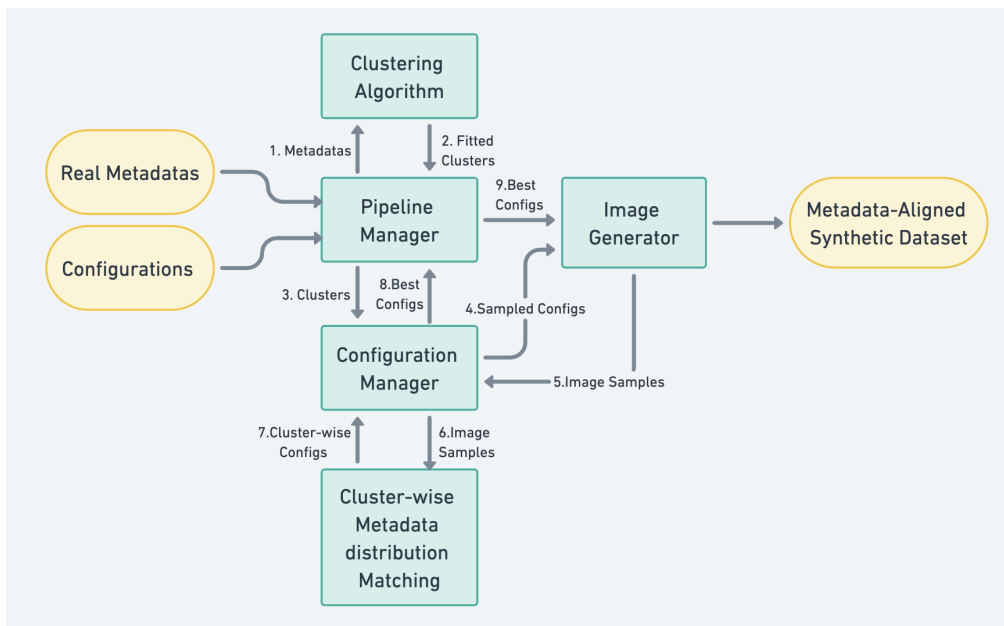 Clustering
Algorithm
1. Metadatas
2. Fitted
Clusters
Real Metadatas
Configurations
Pipeline
Manager
9.Best
Configs
Image
Generator
Metadata-Aligned
Synthetic Dataset
3. Clusters
8.Best
Configs
4.Sampled Configs
Configuration
Manager
5.Image Samples
7.Cluster-wise
Configs
6.Image
Samples
Cluster-wise
Metadata
distribution
Matching